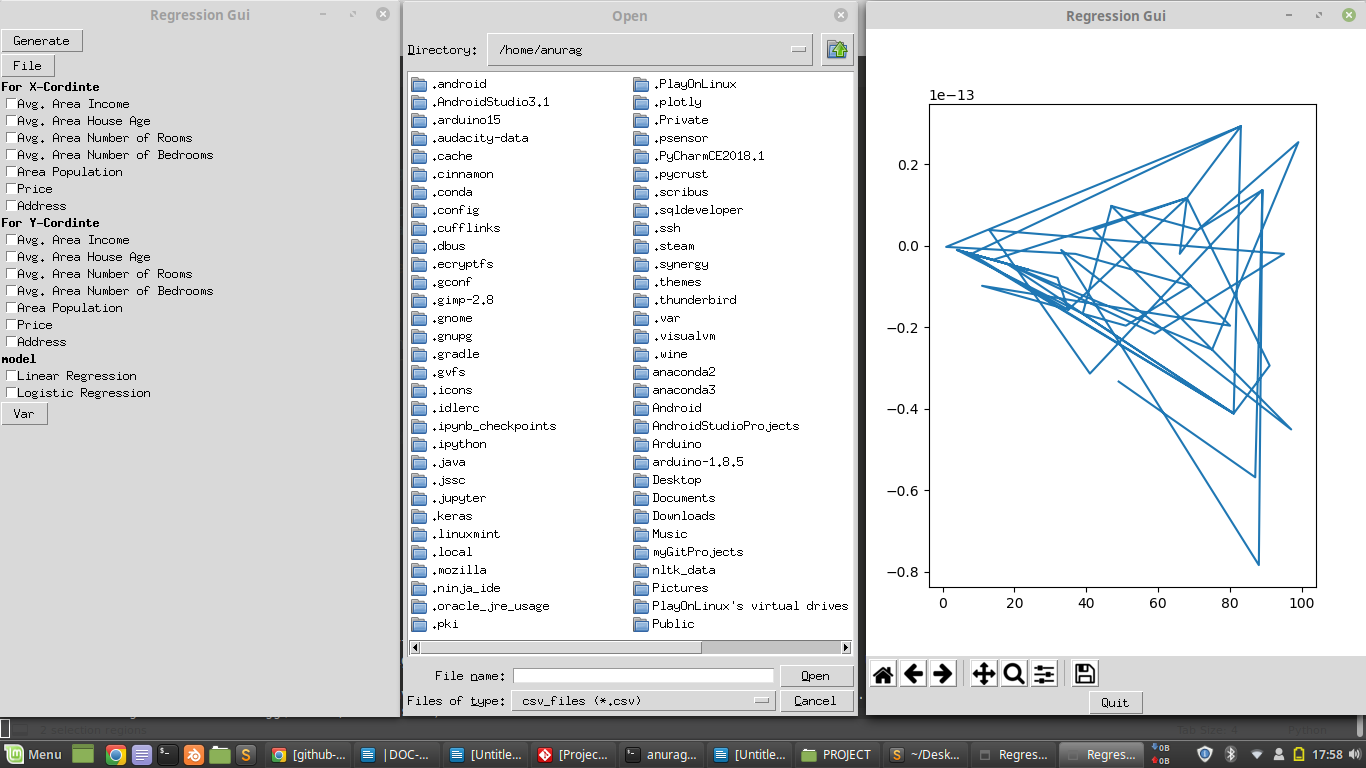 Regression Gui
Generate
File
For X-Cordinte
Avg. Area Income
Avg. Area House Age
Avg. Area Number of Rooms
Avg. Area Number of Bedrooms
Area Population
Price
Address
For Y-Cordinte
Avg. Area Income
Avg. Area House Age
Avg. Area Number of Rooms
Avg. Area Number of Bedrooms
Area Population
Price
Address
model
Linear Regression
Logistic Regression
Var
Open
Directory: /home/anurag
.android
.AndroidStudio3.1
.arduino15
.audacity-data
.cache
.cinnamon
.conda
.config
.cufflinks
.dbus
.ecryptfs
.gconf
.gimp-2.8
.gnome
.gnupg
.gradle
.gvfs
.icons
.idlerc
.ipynb_checkpoints
.ipython
.java
.jssc
.jupyter
.keras
.linuxmint
.local
.mozilla
.ninja_ide
.oracle_jre_usage
.pki
.PlayOnLinux
.plotly
.Private
.psensor
.PyCharmCE2018.1
.pycrust
.scribus
.sqldeveloper
.ssh
.steam
.synergy
.themes
.thunderbird
.var
.visualvm
.wine
anaconda2
anaconda3
Android
AndroidStudioProjects
Arduino
arduino-1.8.5
Desktop
Documents
Downloads
Music
myGitProjects
nltk_data
Pictures
PlayOnLinux's virtual drives
Public
File name: Open
Files of type: csv_files (*.csv) Cancel
Regression Gui
1e−13
0.2
0.0
−0.2
−0.4
−0.6
−0.8
0 20 40 60 80 100
Quit
2 selection regions
Tab Size: 4 Python
Menu [github-... |DOC-... [Untitle... [Projec... anurag... [Untitle... PROJECT ~/Desk... Regres... Regres... 0B 0B 17:58